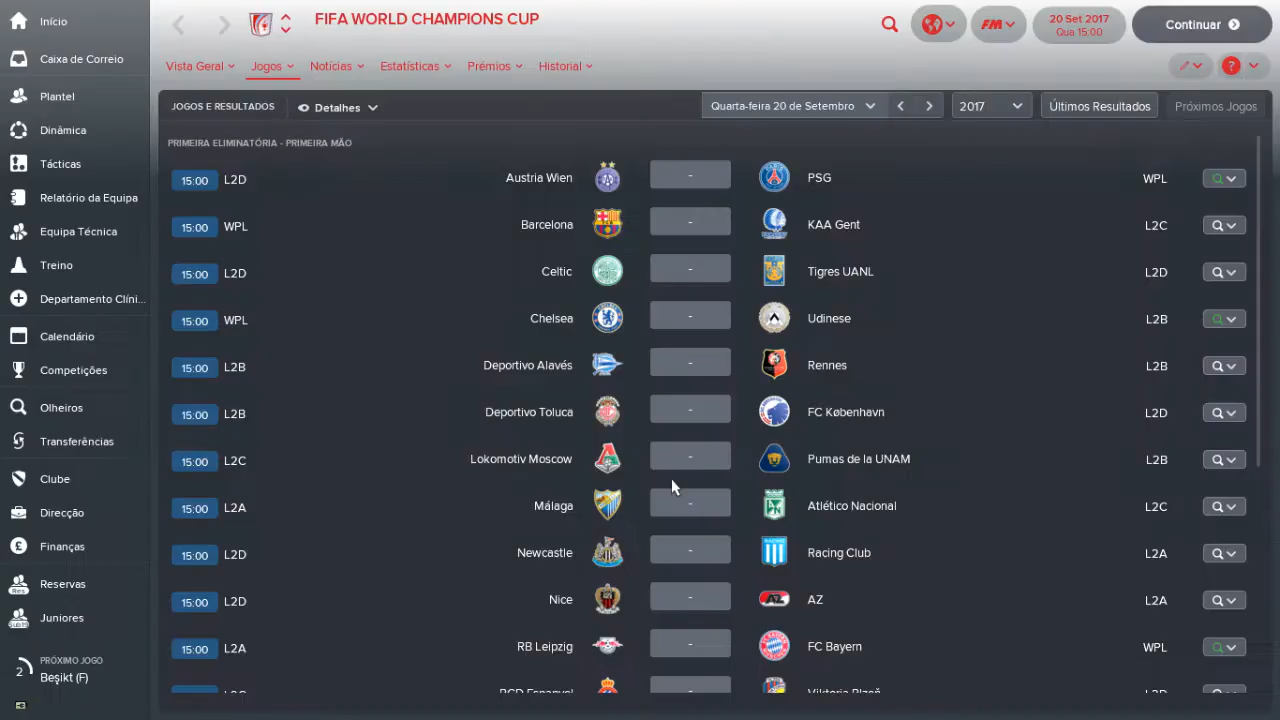 Início
Caixa de Correio
Plantel
Dinâmica
Tácticas
Relatório da Equipa
Equipa Técnica
Treino
Departamento Clíni...
Calendário
Competições
Olheiros
Transferências
Clube
Direcção
Finanças
Reservas
Juniores
2 PRÓXIMO JOGO
Beşikt (F)
FIFA WORLD CHAMPIONS CUP
FM
20 Set 2017
Qua 15:00
Continuar
Vista Geral Jogos Notícias Estatísticas Prémios Historial
JOGOS E RESULTADOS Detalhes Quarta-feira 20 de Setembro 2017 Últimos Resultados Próximos Jogos
PRIMEIRA ELIMINATÓRIA - PRIMEIRA MÃO
15:00 L2D Austria Wien - PSG WPL
15:00 WPL Barcelona - KAA Gent L2C
15:00 L2D Celtic - Tigres UANL L2D
15:00 WPL Chelsea - Udinese L2B
15:00 L2B Deportivo Alavés - Rennes L2B
15:00 L2B Deportivo Toluca - FC København L2D
15:00 L2C Lokomotiv Moscow - Pumas de la UNAM L2B
15:00 L2A Málaga - Atlético Nacional L2C
15:00 L2D Newcastle - Racing Club L2A
15:00 L2D Nice - AZ L2A
15:00 L2A RB Leipzig - FC Bayern WPL
RCD Espanyol - Viktoria Plzeň